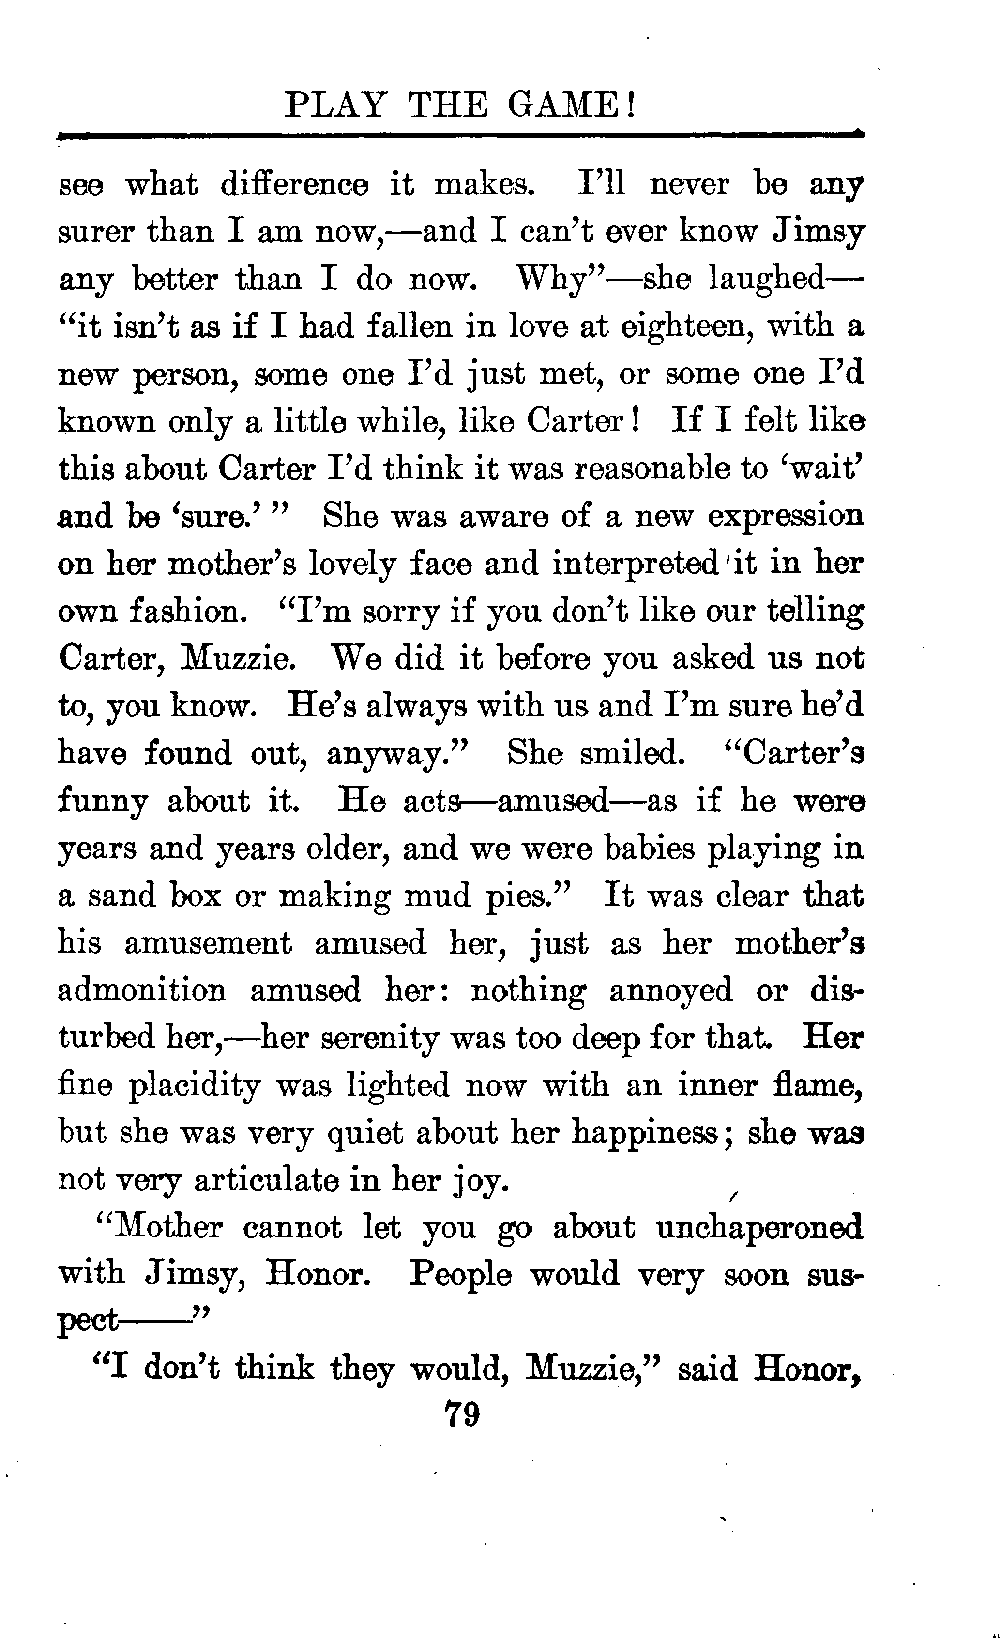 PLAY THE GAME!
see what difference it makes. I'll never be any
surer than I am now,—and I can't ever know Jimsy
any better than I do now. Why”—she laughed—
“it isn't as if I had fallen in love at eighteen, with a
new person, some one I'd just met, or some one I'd
known only a little while, like Carter! If I felt like
this about Carter I'd think it was reasonable to ‘wait’
and be ‘sure.’ ” She was aware of a new expression
on her mother's lovely face and interpreted it in her
own fashion. “I'm sorry if you don't like our telling
Carter, Muzzie. We did it before you asked us not
to, you know. He's always with us and I'm sure he'd
have found out, anyway.” She smiled. “Carter's
funny about it. He acts—amused—as if he were
years and years older, and we were babies playing in
a sand box or making mud pies.” It was clear that
his amusement amused her, just as her mother's
admonition amused her: nothing annoyed or dis-
turbed her,—her serenity was too deep for that. Her
fine placidity was lighted now with an inner flame,
but she was very quiet about her happiness; she was
not very articulate in her joy.
“Mother cannot let you go about unchaperoned
with Jimsy, Honor. People would very soon sus-
pect——”
“I don't think they would, Muzzie,” said Honor,
79